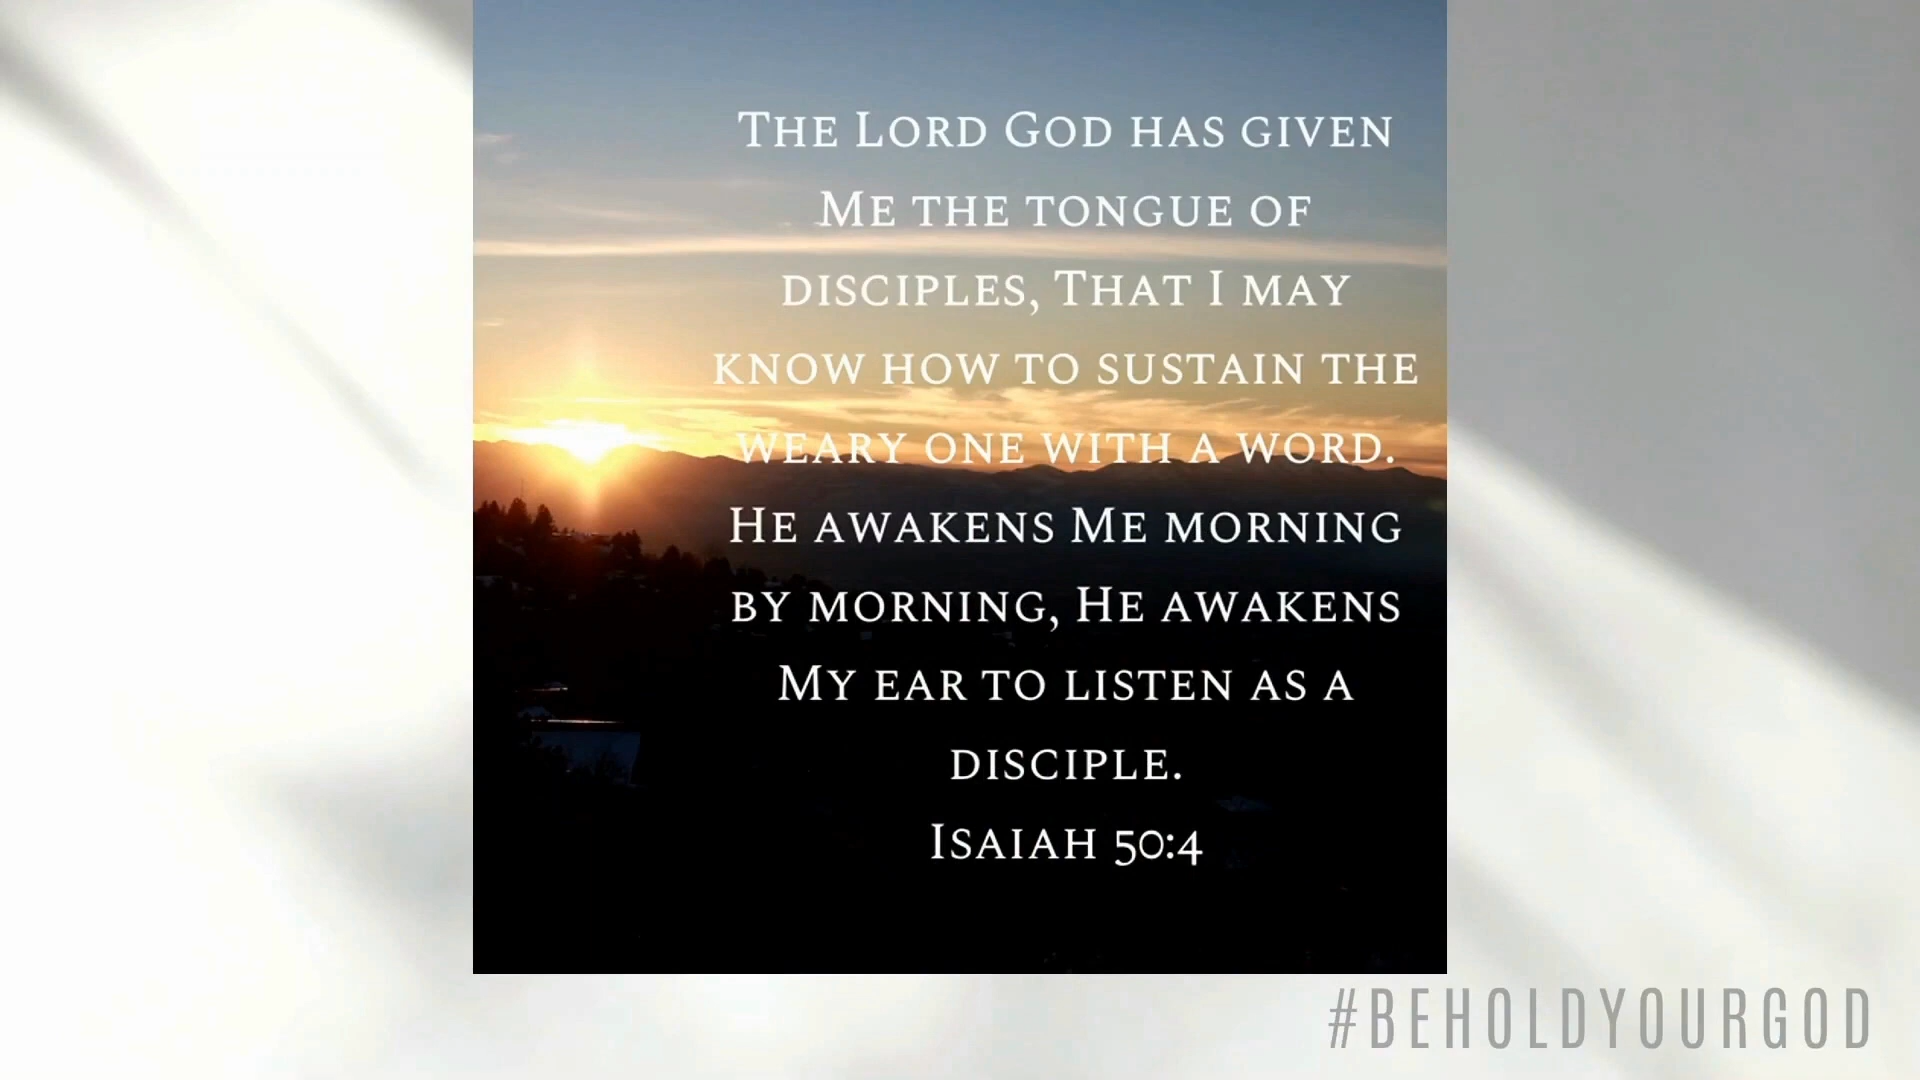 The Lord God has given
Me the tongue of
disciples, That I may
know how to sustain the
weary one with a word.
He awakens Me morning
by morning, He awakens
My ear to listen as a
disciple.
Isaiah 50:4
#BEHOLDYOURGOD